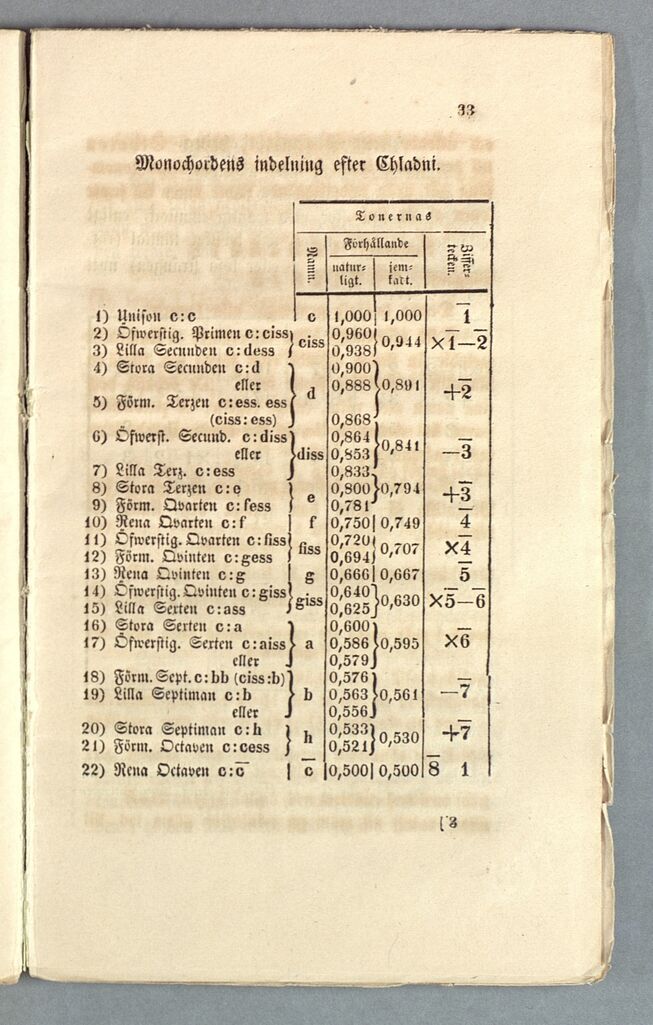 33
Monochordens indelning efter Chladni.
Tonernas
Namn. Förhållande Ziffer-tecken.
natur-ligt. jem-kadt.
1) Unison c:c c 1,000 1,000 1̅
2) Öfwerstig. Primen c:ciss 0,960
ciss 0,944 ×1̅—2̅
3) Lilla Secunden c:dess 0,938
4) Stora Secunden c:d 0,900
eller d 0,888 0,891 +2̅
5) Förm. Terzen c:ess. ess
(ciss:ess) 0,868
6) Öfwerst. Secund. c:diss 0,864
eller diss 0,853 0,841 —3̅
7) Lilla Terz. c:ess 0,833
8) Stora Terzen c:e 0,800
e 0,794 +3̅
9) Förm. Qvarten c:fess 0,781
10) Rena Qvarten c:f f 0,750 0,749 4̅
11) Öfwerstig. Qvarten c:fiss 0,720
fiss 0,707 ×4̅
12) Förm. Qvinten c:gess 0,694
13) Rena Qvinten c:g g 0,666 0,667 5̅
14) Öfwerstig. Qvinten c:giss 0,640
giss 0,630 ×5̅—6̅
15) Lilla Sexten c:ass 0,625
16) Stora Sexten c:a 0,600
17) Öfwerstig. Sexten c:aiss a 0,586 0,595 ×6̅
eller 0,579
18) Förm. Sept. c:bb (ciss:b) 0,576
19) Lilla Septiman c:b b 0,563 0,561 —7̅
eller 0,556
20) Stora Septiman c:h 0,533
h 0,530 +7̅
21) Förm. Octaven c:cess 0,521
22) Rena Octaven c:c̅ c̅ 0,500 0,500 8̅ 1